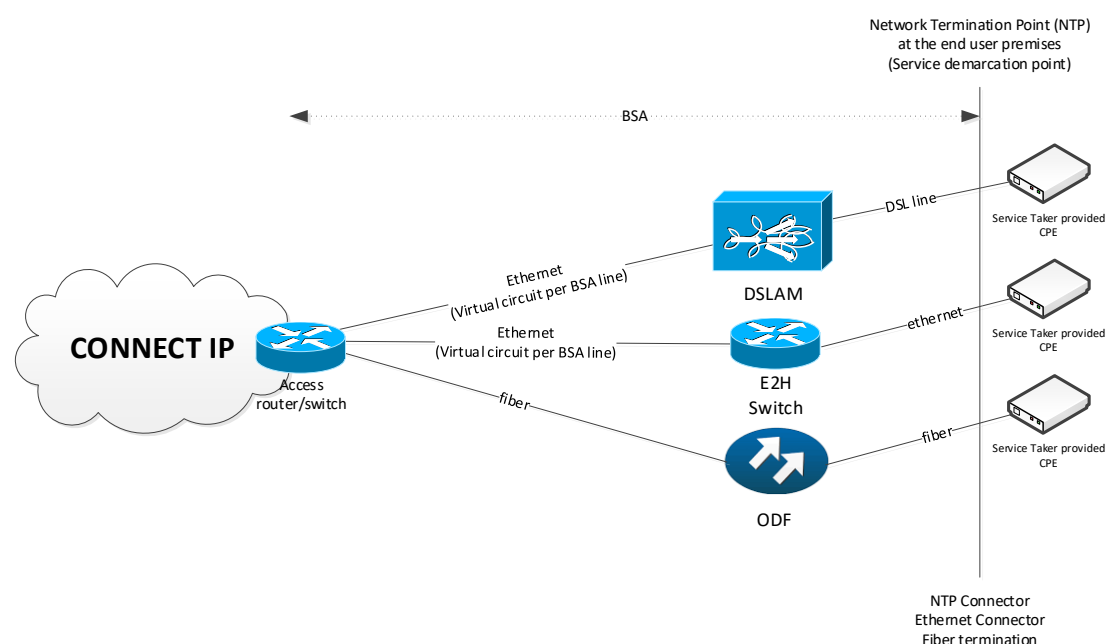 Network Termination Point (NTP)
at the end user premises
(Service demarcation point)
BSA
DSL line
Service Taker provided
CPE
Ethernet
(Virtual circuit per BSA line)
DSLAM
ethernet
Service Taker provided
CPE
CONNECT IP
Ethernet
(Virtual circuit per BSA line)
Access
router/switch
E2H
Switch
fiber
fiber
Service Taker provided
CPE
ODF
NTP Connector
Ethernet Connector
Fiber termination